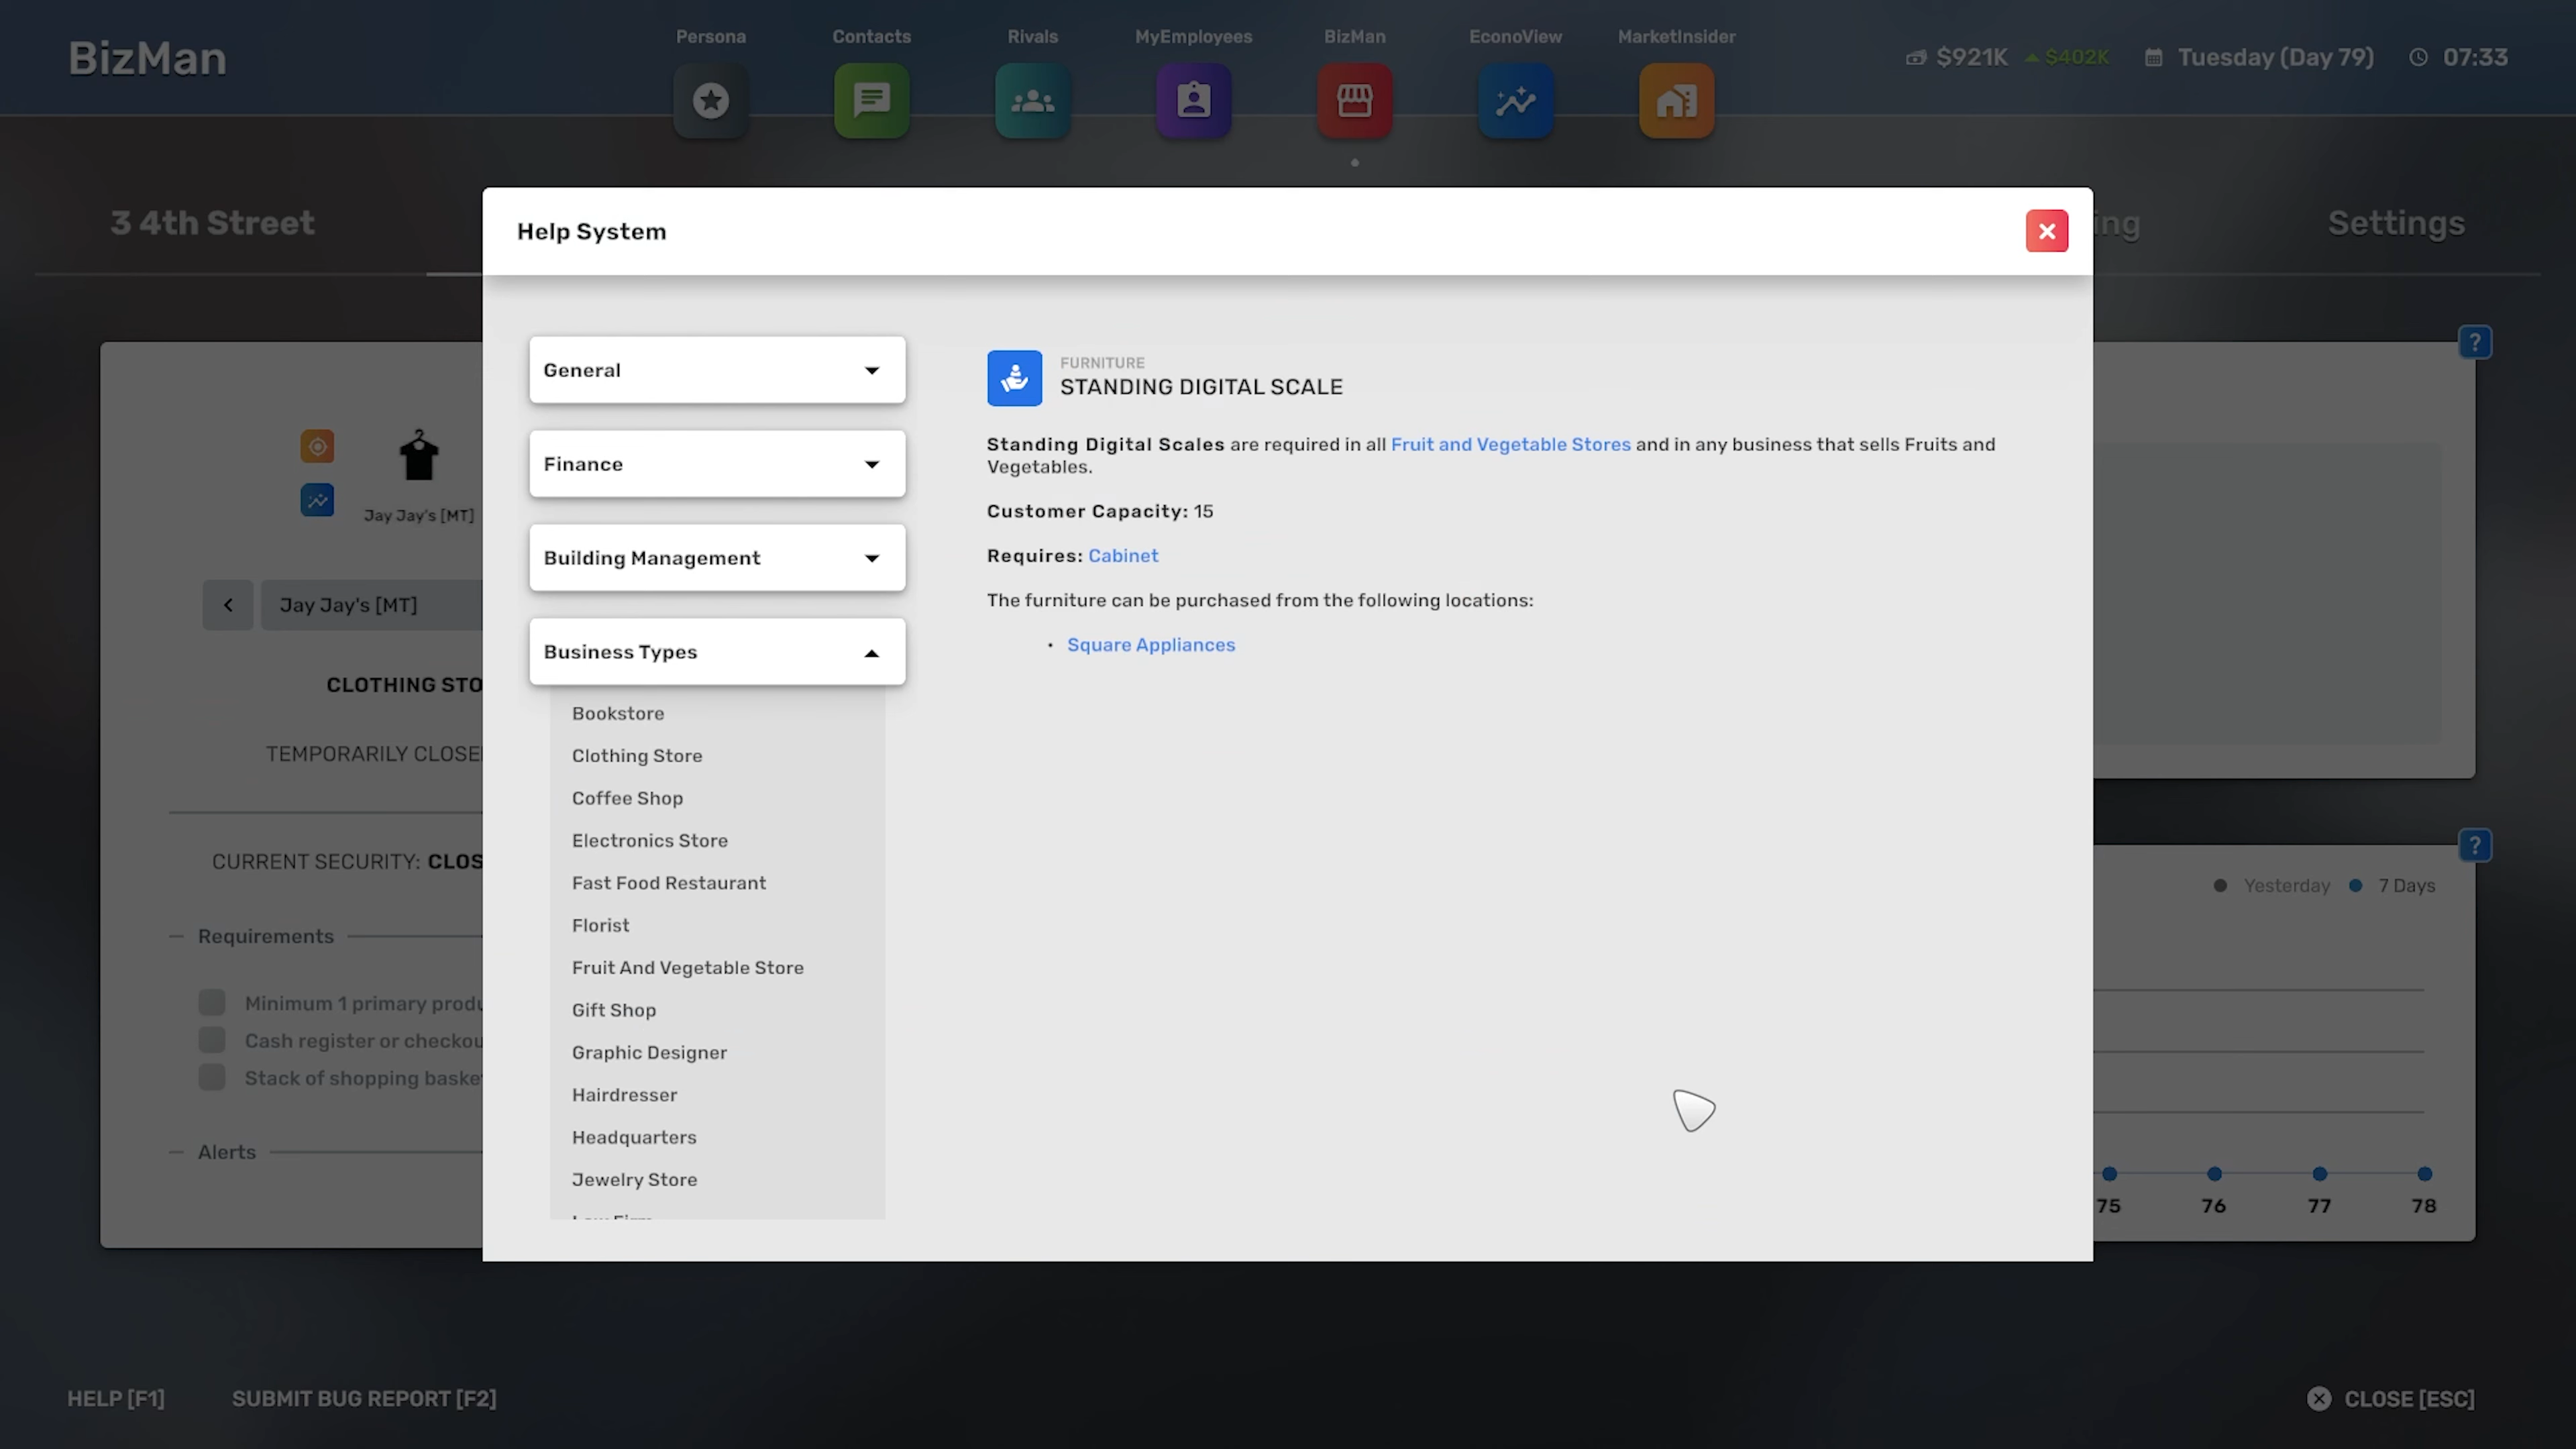 BizMan
Persona
Contacts
Rivals
MyEmployees
BizMan
EconoView
MarketInsider
$921K
$402K
Tuesday (Day 79)
07:33
3 4th Street
ing
Settings
Help System
General
Finance
Building Management
Business Types
Bookstore
Clothing Store
Coffee Shop
Electronics Store
Fast Food Restaurant
Florist
Fruit And Vegetable Store
Gift Shop
Graphic Designer
Hairdresser
Headquarters
Jewelry Store
FURNITURE
STANDING DIGITAL SCALE
Standing Digital Scales are required in all Fruit and Vegetable Stores and in any business that sells Fruits and
Vegetables.
Customer Capacity: 15
Requires: Cabinet
The furniture can be purchased from the following locations:
• Square Appliances
Jay Jay's [MT]
Jay Jay's [MT]
CLOTHING STO
TEMPORARILY CLOSE
CURRENT SECURITY: CLOS
Requirements
Minimum 1 primary produ
Cash register or checkou
Stack of shopping baske
Alerts
?
?
Yesterday
7 Days
75
76
77
78
HELP [F1]
SUBMIT BUG REPORT [F2]
CLOSE [ESC]